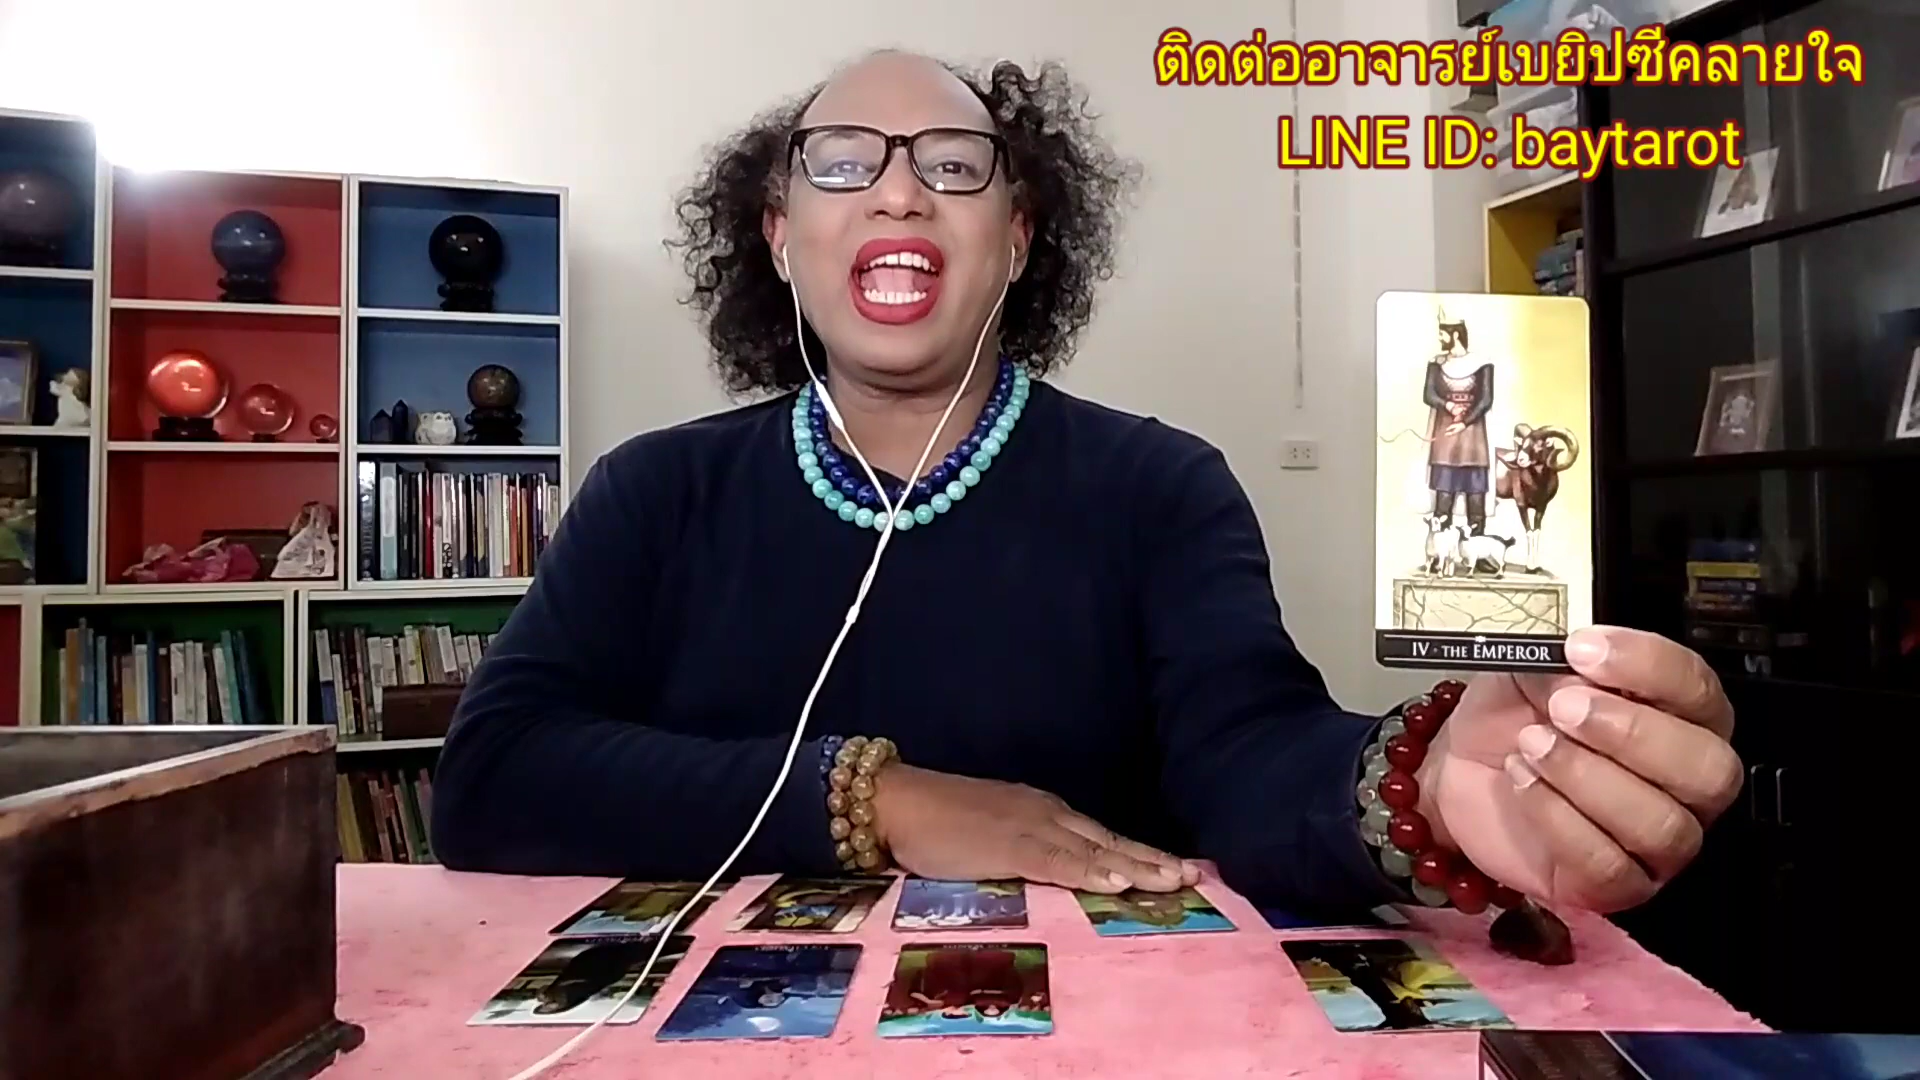 ติดต่ออาจารย์เบยิปซีคลายใจ
LINE ID: baytarot
IV · THE EMPEROR